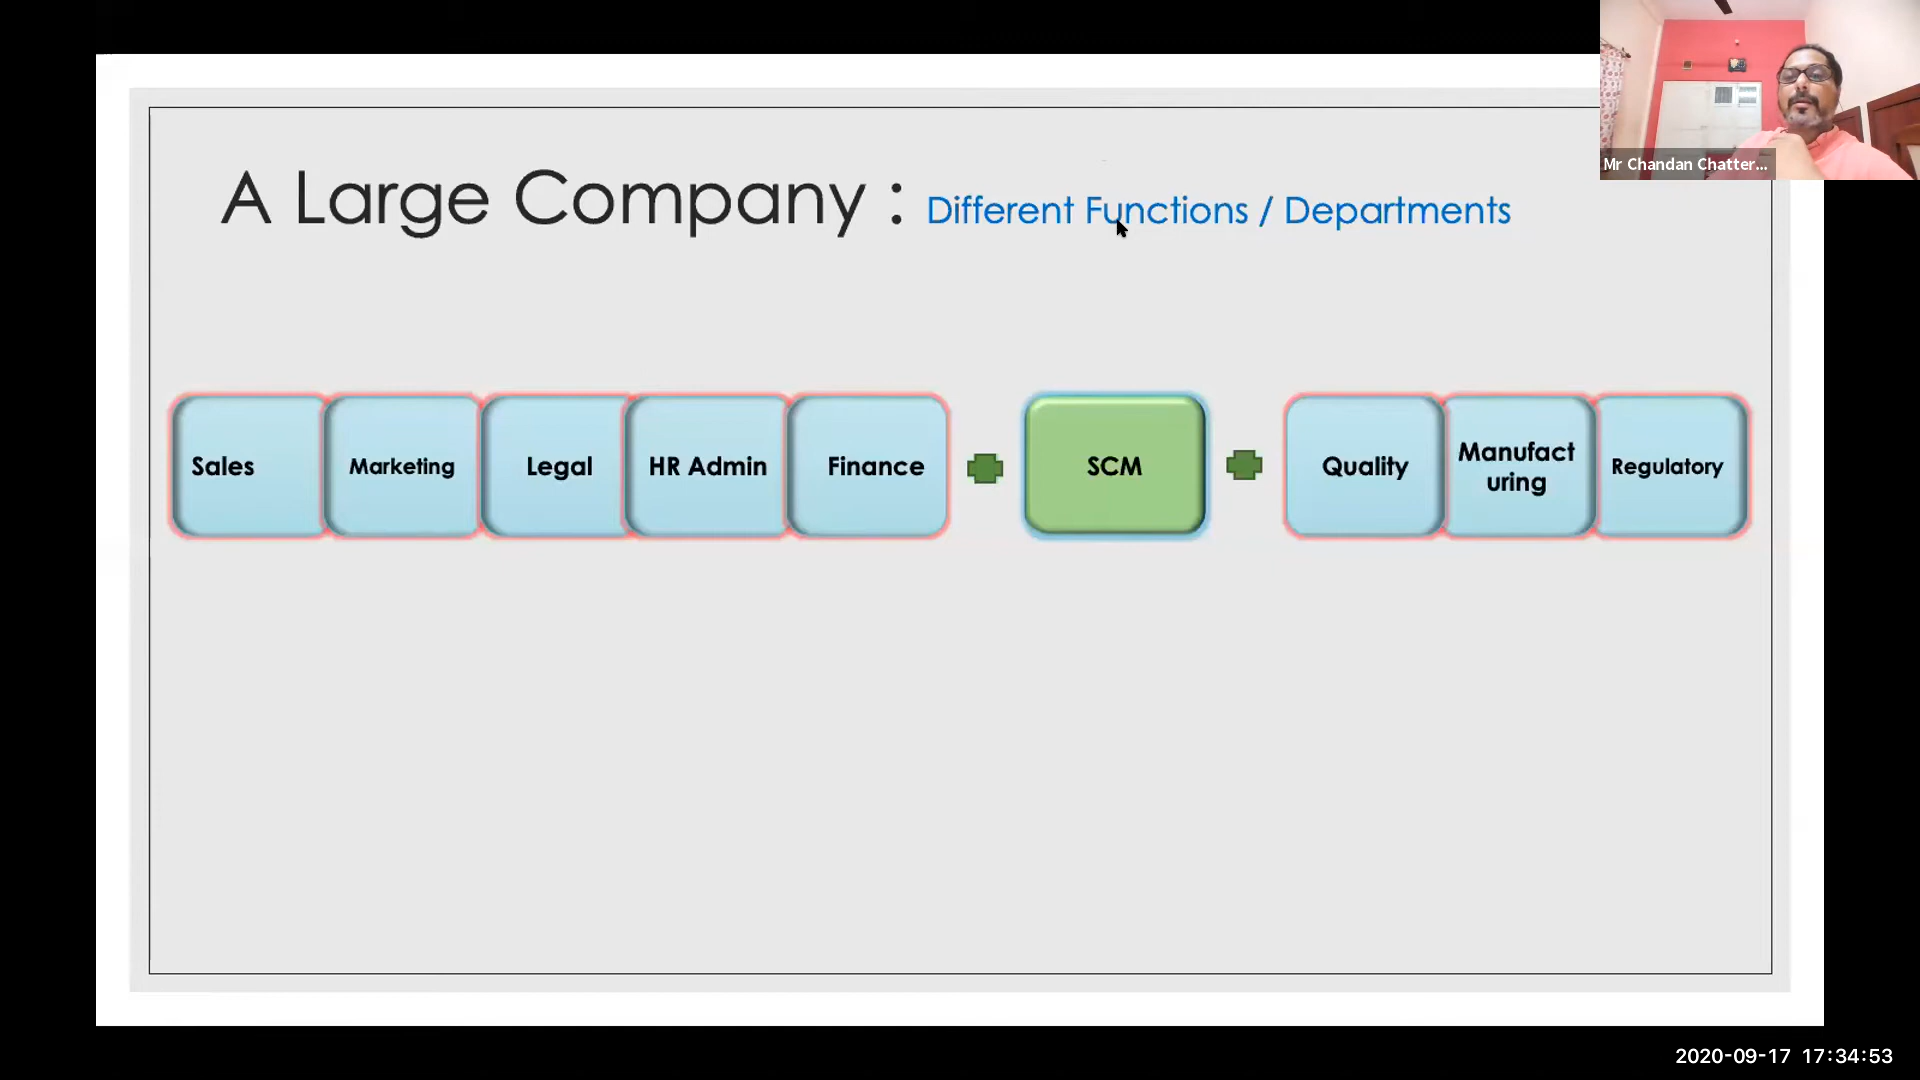 Mr Chandan Chatter...
A Large Company : Different Functions / Departments
Sales
Marketing
Legal
HR Admin
Finance
SCM
Quality
Manufact
uring
Regulatory
2020-09-17 17:34:53